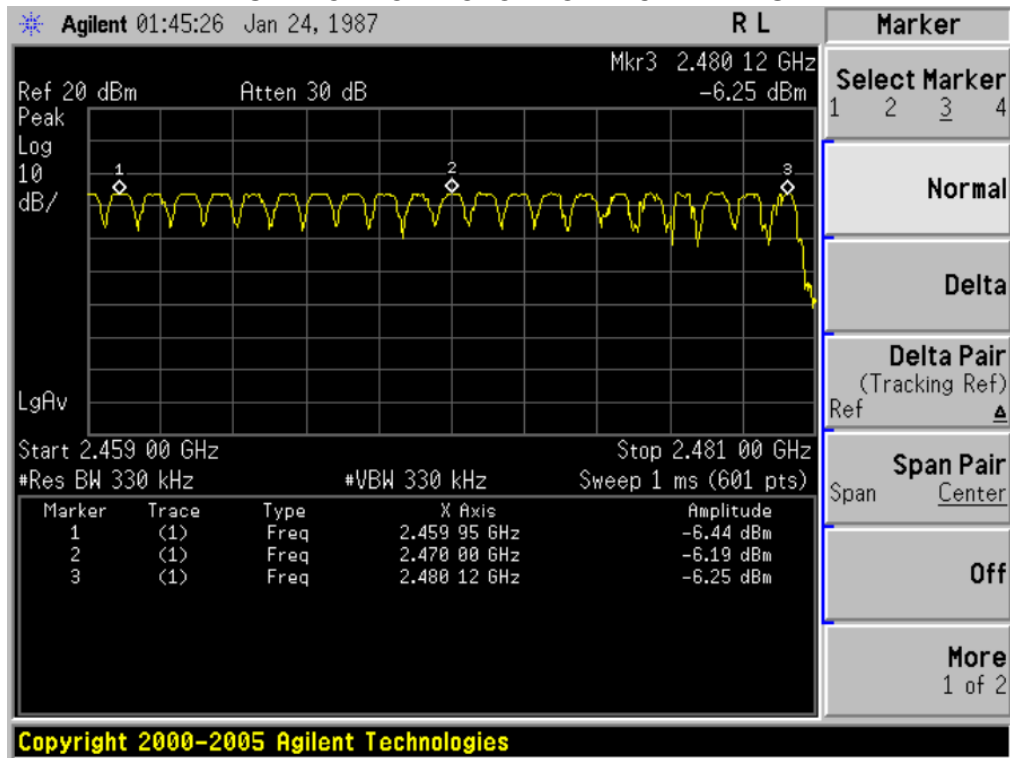 Agilent 01:45:26 Jan 24, 1987 R L
Mkr3 2.480 12 GHz
Ref 20 dBm Atten 30 dB -6.25 dBm
Peak
Log
10
dB/
1 2 3
LgAv
Start 2.459 00 GHz Stop 2.481 00 GHz
#Res BW 330 kHz #VBW 330 kHz Sweep 1 ms (601 pts)
Marker Trace Type X Axis Amplitude
1 (1) Freq 2.459 95 GHz -6.44 dBm
2 (1) Freq 2.470 00 GHz -6.19 dBm
3 (1) Freq 2.480 12 GHz -6.25 dBm
Marker
Select Marker
1 2 3 4
Normal
Delta
Delta Pair
(Tracking Ref)
Ref Δ
Span Pair
Span Center
Off
More
1 of 2
Copyright 2000-2005 Agilent Technologies